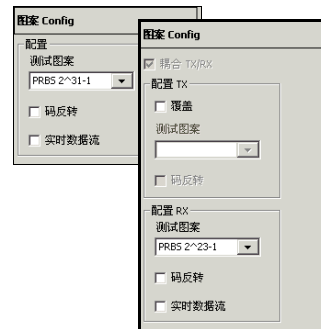 图案 Config
配置
测试图案
PRBS 2^31-1
码反转
实时数据流
图案 Config
耦合 TX/RX
配置 TX
覆盖
测试图案
码反转
配置 RX
测试图案
PRBS 2^23-1
码反转
实时数据流